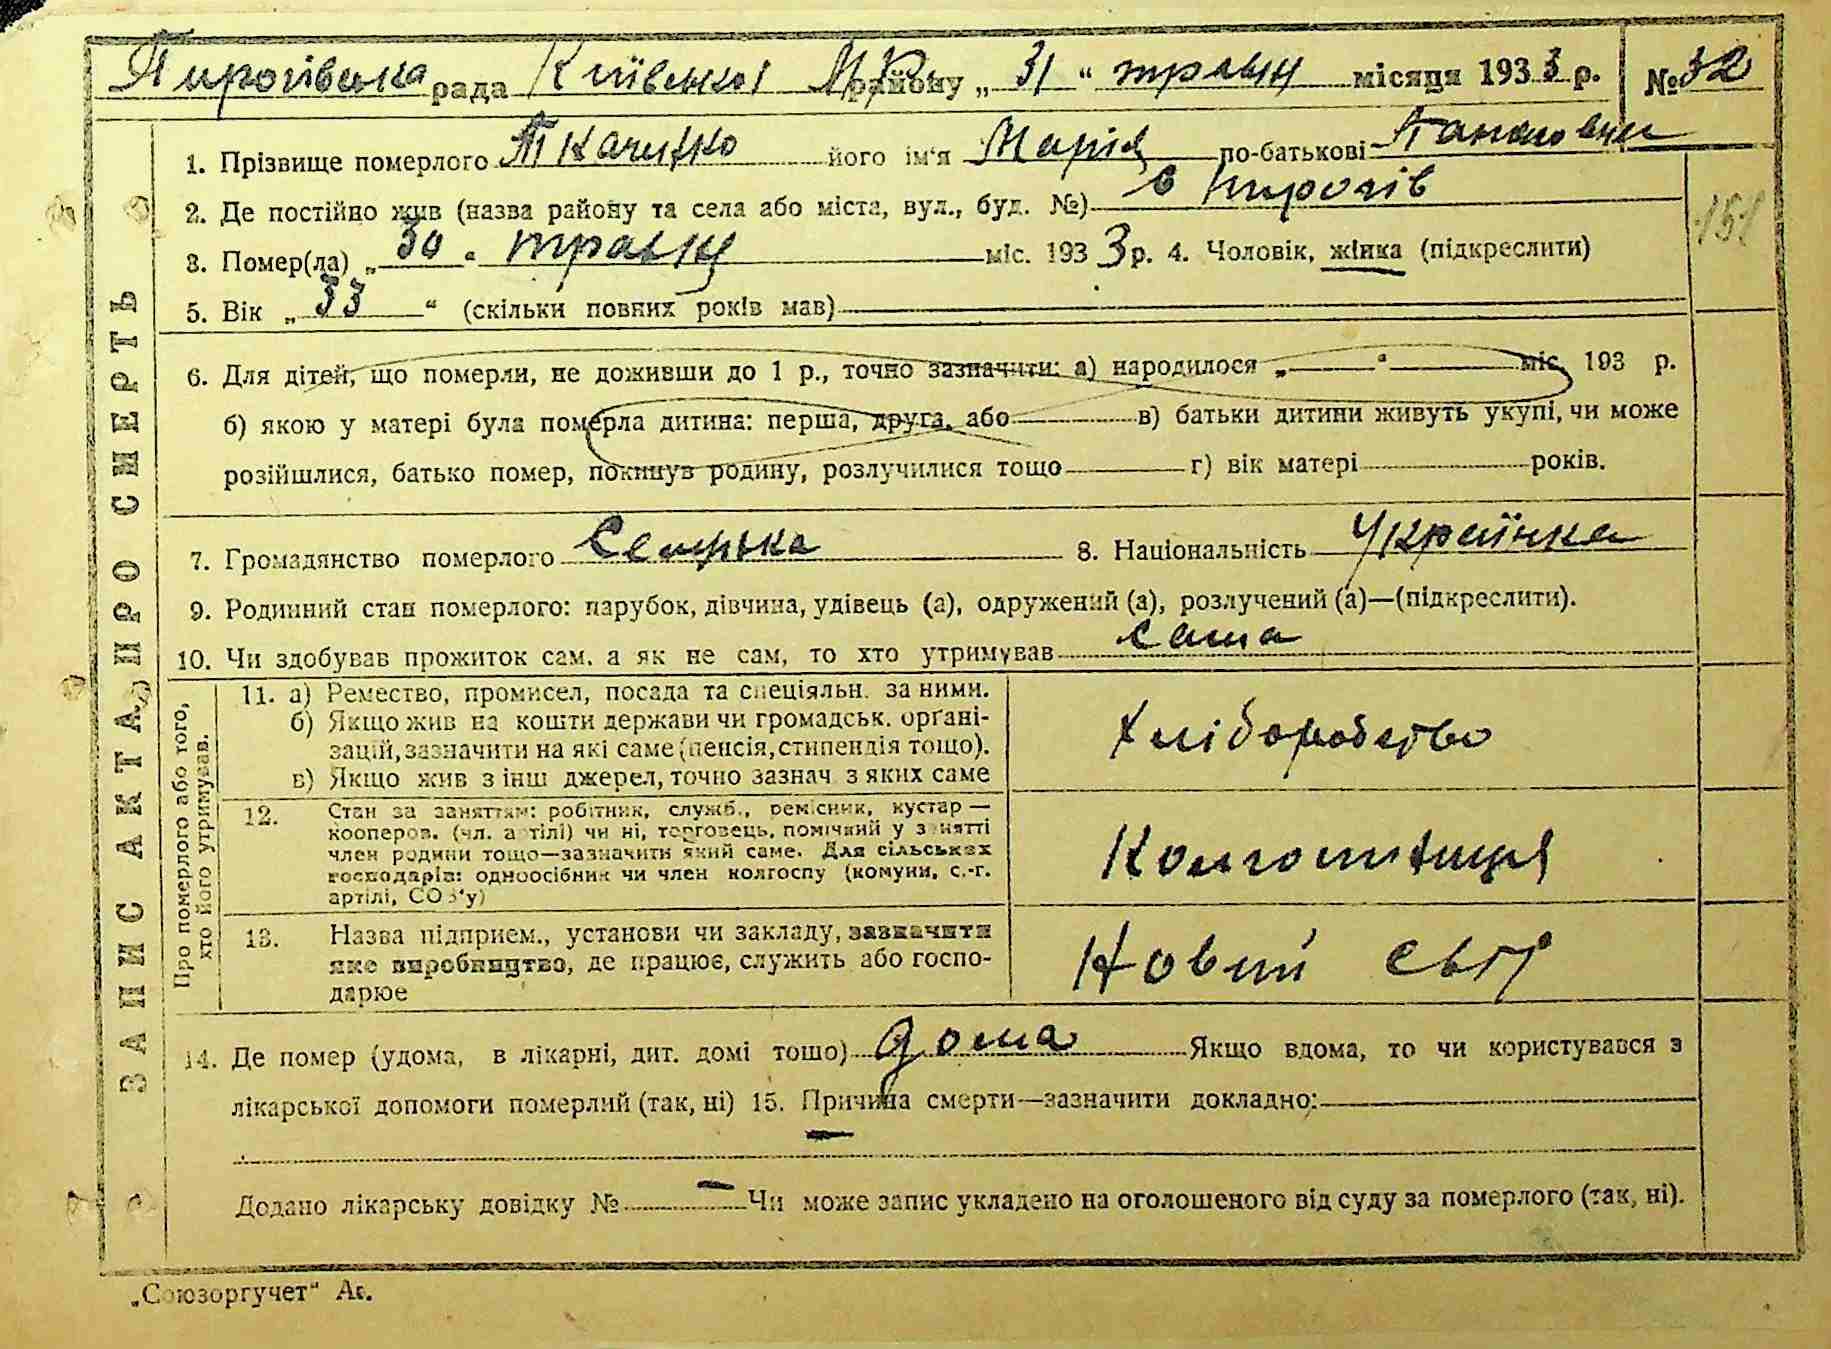 Пирогівська рада Київської М.Р. району „ 31 “ травня місяця 1933 р. № 32
1. Прізвище померлого Ткаченко його ім'я Марія по-батькові Панасовна
2. Де постійно жив (назва району та села або міста, вул., буд. №) с Пирогів
151
3. Помер(ла) „ 30 “ травня міс. 1933 р. 4. Чоловік, жінка (підкреслити)
5. Вік „ 33 “ (скільки повних років мав)
6. Для дітей, що померли, не доживши до 1 р., точно зазначити: а) народилося „ “ міс. 193 р.
б) якою у матері була померла дитина: перша, друга, або в) батьки дитини живуть укупі, чи може
розійшлися, батько помер, покинув родину, розлучилися тощо г) вік матері років.
7. Громадянство померлого 8. Національність Українка
9. Родинний стан померлого: парубок, дівчина, удівець (а), одружений (а), розлучений (а)—(підкреслити).
10. Чи здобував прожиток сам, а як не сам, то хто утримував сама
11. а) Ремество, промисел, посада та спеціяльн. за ними.
б) Якщо жив на кошти держави чи громадськ. органі-
зацій, зазначити на які саме (пенсія, стипендія тощо).
в) Якщо жив з інш джерел, точно зазнач з яких саме
Хліборобство
12. Стан за заняттям: робітник, служб., ремісник, кустар —
кооперов. (чл. артілі) чи ні, торговець, помічний у занятті
член родини тощо—зазначити який саме. Для сільських
господарів: одноосібник чи член колгоспу (комуни, с.-г.
артілі, СОЗ'у)
Колгоспниця
13. Назва підприєм., установи чи закладу, зазначити
яке виробництво, де працює, служить або госпо-
дарює
Новий світ
14. Де помер (удома, в лікарні, дит. домі тощо) дома Якщо вдома, то чи користувався з
лікарської допомоги померлий (так, ні) 15. Причина смерти—зазначити докладно:
—
Додано лікарську довідку № — Чи може запис укладено на оголошеного від суду за померлого (так, ні).
ЗАПИС АКТА ПРО СМЕРТЬ
Про померлого або того,
хто його утримував.
„Союзоргучет“ Ак.